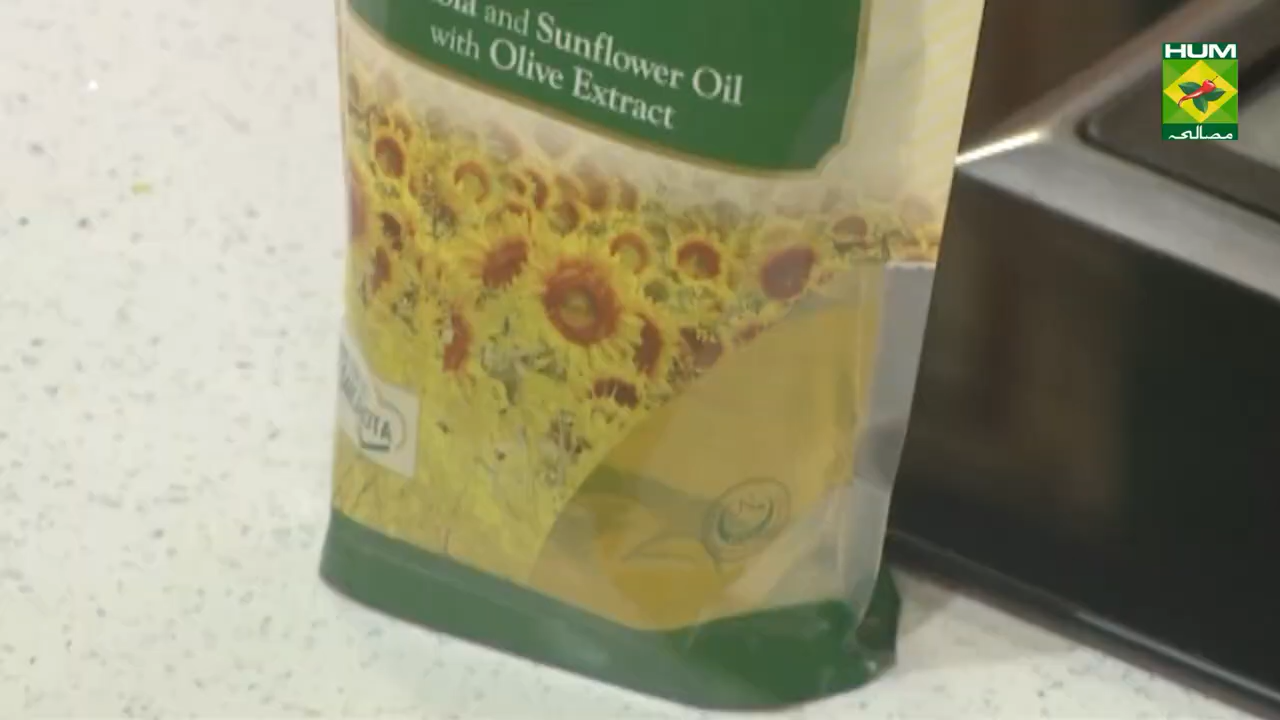 and Sunflower Oil
with Olive Extract
HUM
مصالحہ